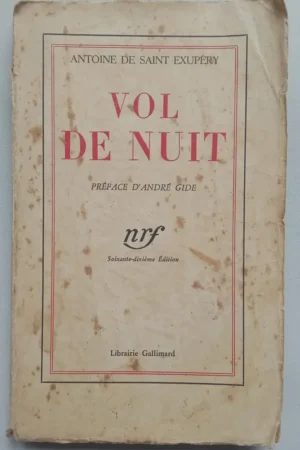 ANTOINE DE SAINT EXUPÉRY
VOL
DE NUIT
PRÉFACE D'ANDRÉ GIDE
nrf
Soixante-dixième Édition
Librairie Gallimard